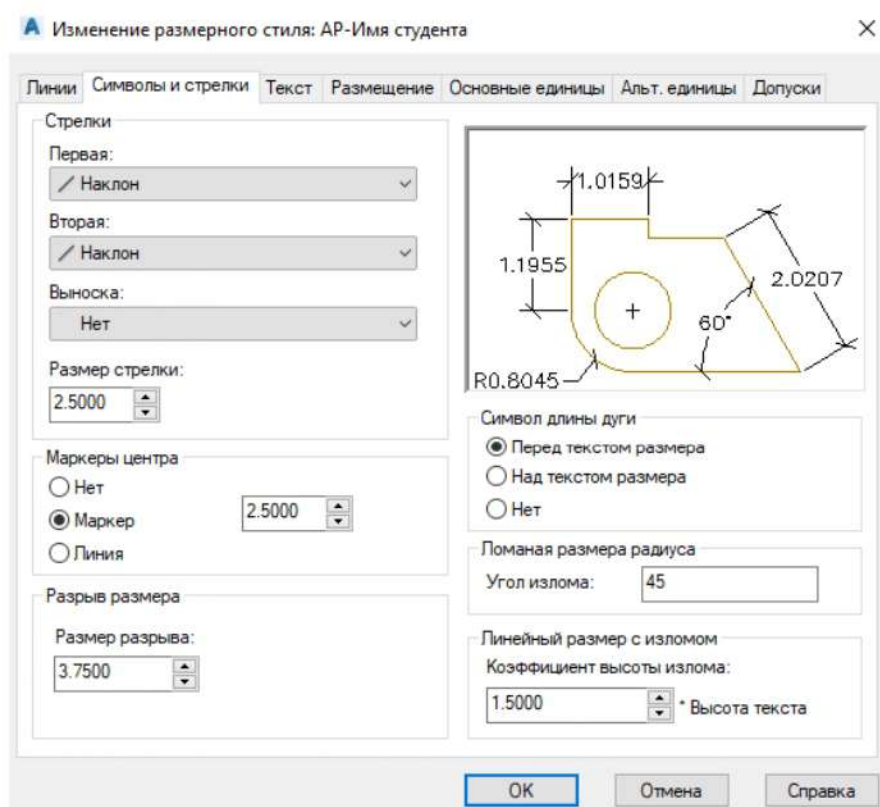 Изменение размерного стиля: АР-Имя студента
Линии Символы и стрелки Текст Размещение Основные единицы Альт. единицы Допуски
Стрелки
Первая:
Наклон
Вторая:
Наклон
Выноска:
Нет
Размер стрелки:
2.5000
Маркеры центра
Нет
Маркер
2.5000
Линия
Разрыв размера
Размер разрыва:
3.7500
1.0159
1.1955
2.0207
60°
R0.8045
Символ длины дуги
Перед текстом размера
Над текстом размера
Нет
Ломаная размера радиуса
Угол излома: 45
Линейный размер с изломом
Коэффициент высоты излома:
1.5000 * Высота текста
OK Отмена Справка